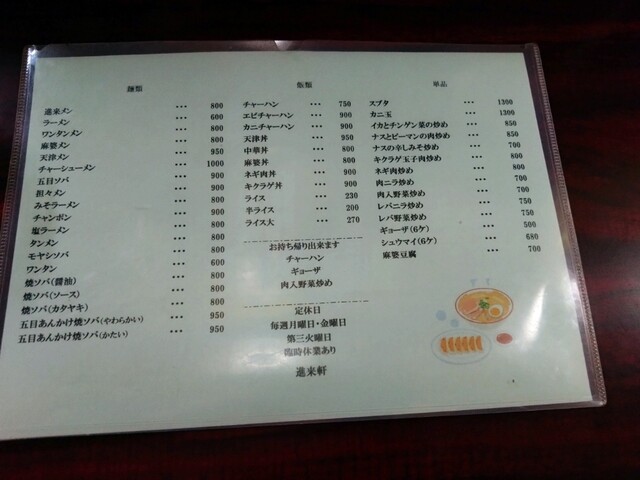 麺類
進来メン ・・・ 800
ラーメン ・・・ 600
ワンタンメン ・・・ 900
麻婆メン ・・・ 800
天津メン ・・・ 950
チャーシューメン ・・・ 1000
五目ソバ ・・・ 900
担々メン ・・・ 900
みそラーメン ・・・ 800
チャンポン ・・・ 900
塩ラーメン ・・・ 800
タンメン ・・・ 800
モヤシソバ ・・・ 800
ワンタン ・・・ 600
焼ソバ(醤油) ・・・ 800
焼ソバ(ソース) ・・・ 800
焼ソバ(カタヤキ) ・・・ 800
五目あんかけ焼ソバ(やわらかい) ・・・ 950
五目あんかけ焼ソバ(かたい) ・・・ 950
飯類
チャーハン ・・・ 750
エビチャーハン ・・・ 900
カニチャーハン ・・・ 900
天津丼 ・・・ 850
中華丼 ・・・ 800
麻婆丼 ・・・ 800
ネギ肉丼 ・・・ 900
キクラゲ丼 ・・・ 900
ライス ・・・ 230
半ライス ・・・ 200
ライス大 ・・・ 270
お持ち帰り出来ます
チャーハン
ギョーザ
肉入野菜炒め
定休日
毎週月曜日・金曜日
第三火曜日
臨時休業あり
進来軒
単品
スブタ ・・・ 1300
カニ玉 ・・・ 1300
イカとチンゲン菜の炒め ・・・ 850
ナスとピーマンの肉炒め ・・・ 850
ナスの辛しみそ炒め ・・・ 700
キクラゲ玉子肉炒め ・・・ 800
ネギ肉炒め ・・・ 800
肉ニラ炒め ・・・ 700
肉入野菜炒め ・・・ 700
レバニラ炒め ・・・ 750
レバ野菜炒め ・・・ 750
ギョーザ(6ケ) ・・・ 500
シュウマイ(6ケ) ・・・ 680
麻婆豆腐 ・・・ 700